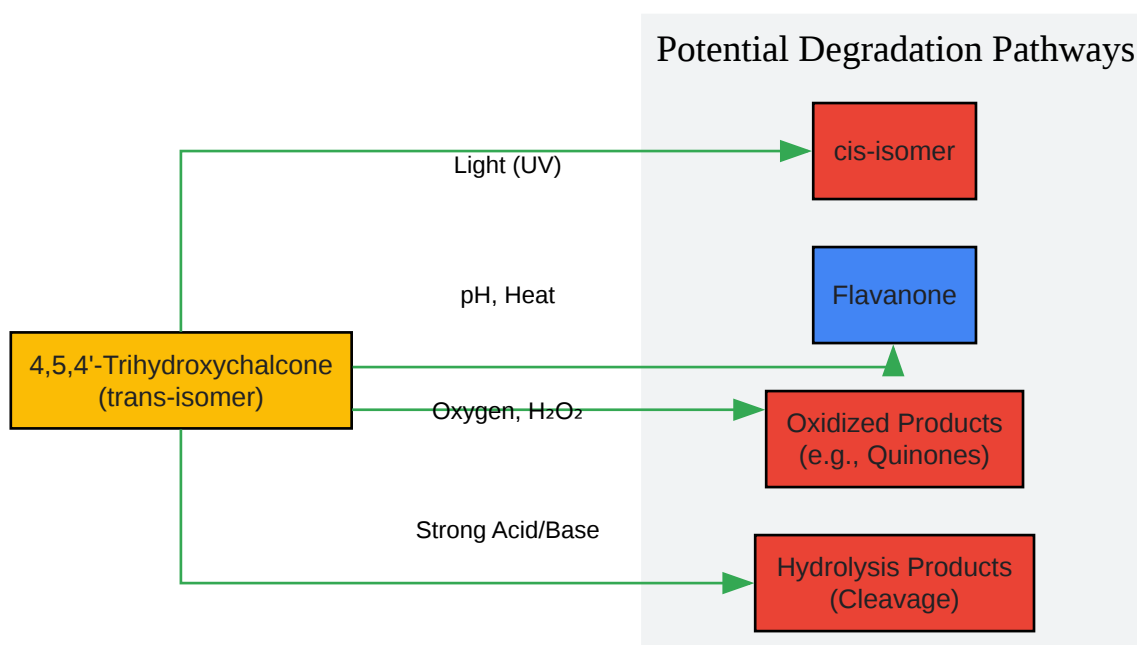 Potential Degradation Pathways
cis-isomer
Light (UV)
pH, Heat
Flavanone
4,5,4'-Trihydroxychalcone
(trans-isomer)
Oxygen, H₂O₂
Oxidized Products
(e.g., Quinones)
Strong Acid/Base
Hydrolysis Products
(Cleavage)